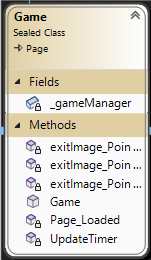 Game
Sealed Class
Page
Fields
_gameManager
Methods
exitImage_Poin ...
exitImage_Poin ...
exitImage_Poin ...
Game
Page_Loaded
UpdateTimer